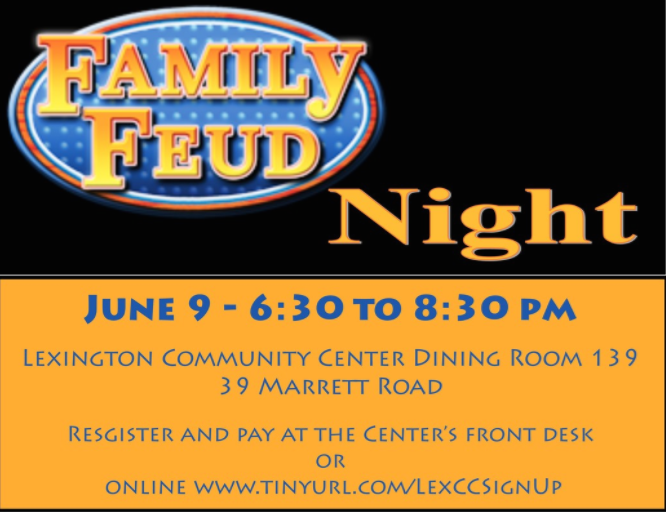 FAMILY
FEUD
Night
JUNE 9 - 6:30 TO 8:30 PM
LEXINGTON COMMUNITY CENTER DINING ROOM 139
39 MARRETT ROAD
RESGISTER AND PAY AT THE CENTER'S FRONT DESK
OR
ONLINE WWW.TINYURL.COM/LEXCCSIGNUP